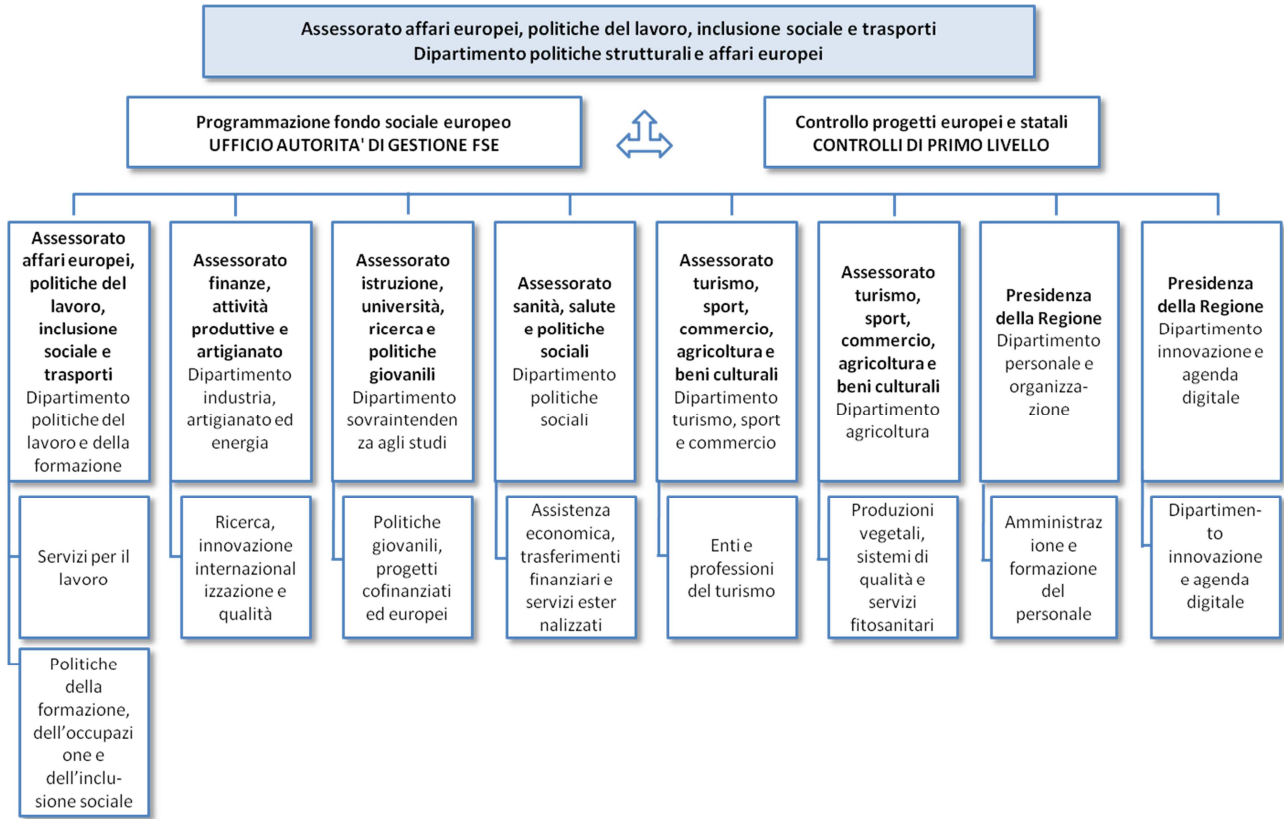 Assessorato affari europei, politiche del lavoro, inclusione sociale e trasporti
Dipartimento politiche strutturali e affari europei
Programmazione fondo sociale europeo
UFFICIO AUTORITA' DI GESTIONE FSE
Controllo progetti europei e statali
CONTROLLI DI PRIMO LIVELLO
Assessorato
affari europei,
politiche del
lavoro,
inclusione
sociale e
trasporti
Dipartimento
politiche del
lavoro e della
formazione
Assessorato
finanze,
attività
produttive e
artigianato
Dipartimento
industria,
artigianato ed
energia
Assessorato
istruzione,
università,
ricerca e
politiche
giovanili
Dipartimento
sovraintenden
za agli studi
Assessorato
sanità, salute
e politiche
sociali
Dipartimento
politiche
sociali
Assessorato
turismo,
sport,
commercio,
agricoltura e
beni culturali
Dipartimento
turismo, sport
e commercio
Assessorato
turismo,
sport,
commercio,
agricoltura e
beni culturali
Dipartimento
agricoltura
Presidenza
della Regione
Dipartimento
personale e
organizza-
zione
Presidenza
della Regione
Dipartimento
innovazione e
agenda
digitale
Servizi per il
lavoro
Ricerca,
innovazione
internazional
izzazione e
qualità
Politiche
giovanili,
progetti
cofinanziati
ed europei
Assistenza
economica,
trasferimenti
finanziari e
servizi ester
nalizzati
Enti e
professioni
del turismo
Produzioni
vegetali,
sistemi di
qualità e
servizi
fitosanitari
Amministraz
ione e
formazione
del
personale
Dipartimen-
to
innovazione
e agenda
digitale
Politiche
della
formazione,
dell’occupazi
one e
dell’inclu-
sione sociale